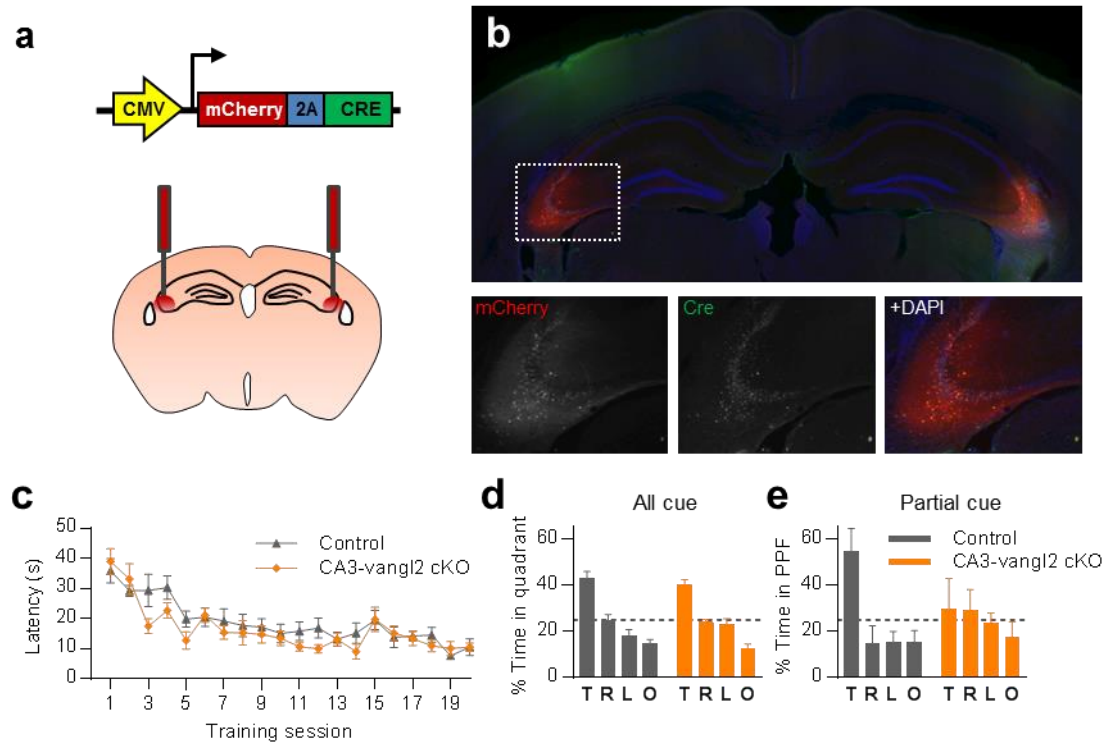 a
CMV
mCherry 2A CRE
b
mCherry
Cre
+DAPI
c
Latency (s)
50
40
30
20
10
0
1 3 5 7 9 11 13 15 17 19
Training session
Control
CA3-vangl2 cKO
d
All cue
% Time in quadrant
60
40
20
0
T R L O T R L O
e
Partial cue
% Time in PPF
60
40
20
0
Control
CA3-vangl2 cKO
T R L O T R L O